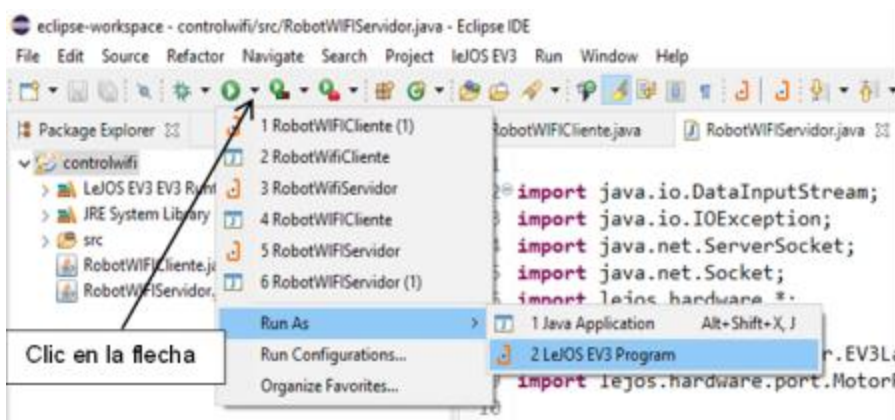 eclipse-workspace - controlwifi/src/RobotWIFIServidor.java - Eclipse IDE
File Edit Source Refactor Navigate Search Project leJOS EV3 Run Window Help
Package Explorer
controlwifi
LeJOS EV3 EV3
JRE System Library
src
RobotWIFICliente.ja
RobotWIFIServidor.
1 RobotWIFICliente (1)
2 RobotWifiCliente
3 RobotWifiServidor
4 RobotWIFICliente
5 RobotWIFIServidor
6 RobotWIFIServidor (1)
Run As
Run Configurations...
Organize Favorites...
1 Java Application Alt+Shift+X, J
2 LeJOS EV3 Program
Clic en la flecha
RobotWIFICliente.java
RobotWIFIServidor.java
import java.io.DataInputStream;
import java.io.IOException;
import java.net.ServerSocket;
import java.net.Socket;
import lejos.hardware.*;
r.EV3La
import lejos.hardware.port.MotorP
10